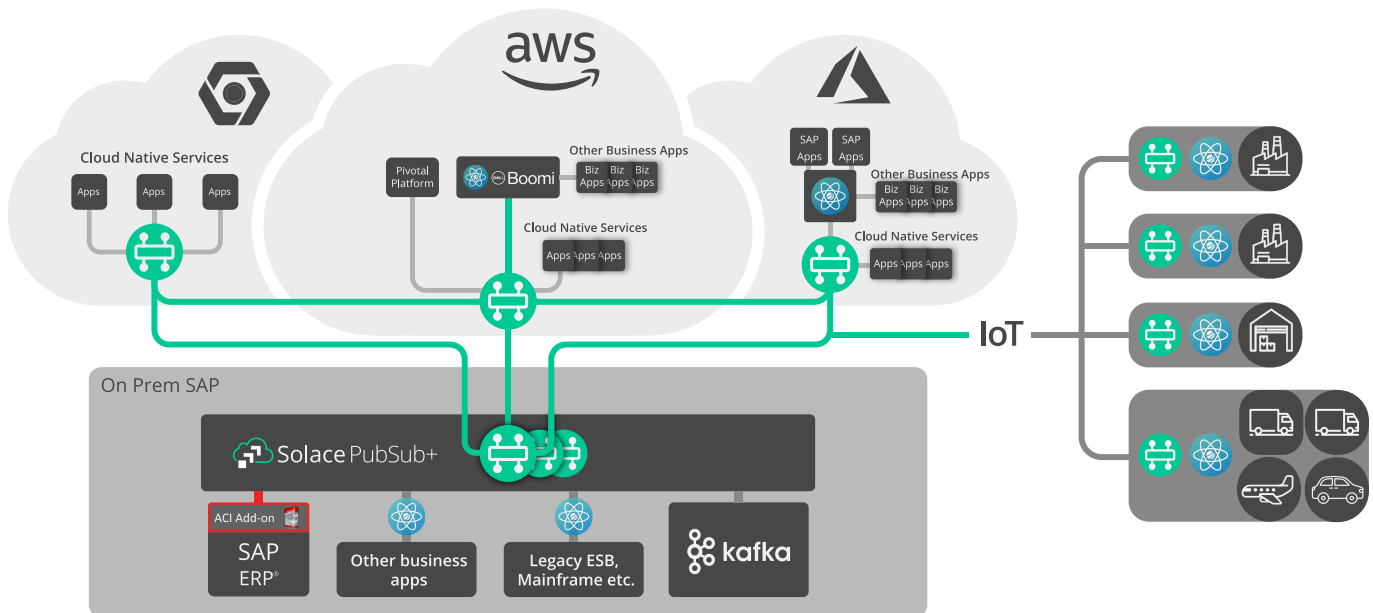 aws
Cloud Native Services
Apps
Apps
Apps
Pivotal
Platform
DELL Boomi
Other Business Apps
Biz
Apps
Biz
Apps
Biz
Apps
Cloud Native Services
Apps
Apps
Apps
SAP
Apps
SAP
Apps
Other Business Apps
Biz
Apps
Biz
Apps
Biz
Apps
Cloud Native Services
Apps
Apps
Apps
IoT
On Prem SAP
Solace PubSub+
ACI Add-on
SAP
ERP®
Other business
apps
Legacy ESB,
Mainframe etc.
kafka